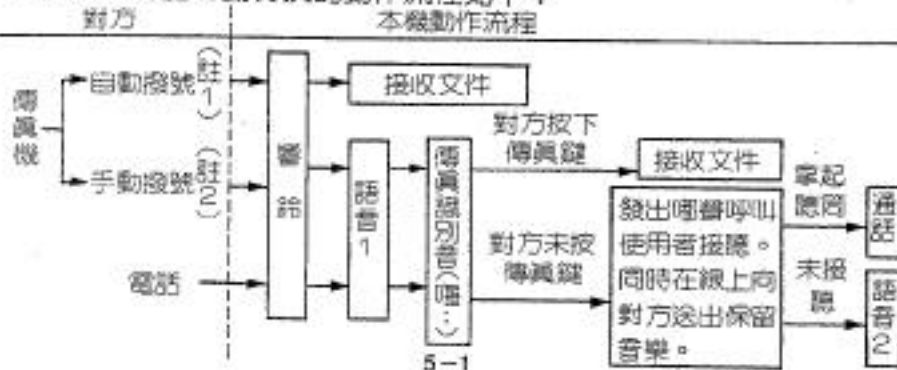 對方
本機動作流程
傳真機
自動撥號(註1)
手動撥號(註2)
電話
響鈴
接收文件
語音1
傳真識別音(嗶‥)
5-1
對方按下
傳真鍵
接收文件
對方未按
傳真鍵
發出嘟聲呼叫
使用者接聽。
同時在線上向
對方送出保留
音樂。
拿起
聽筒
通話
未接
聽
語音2